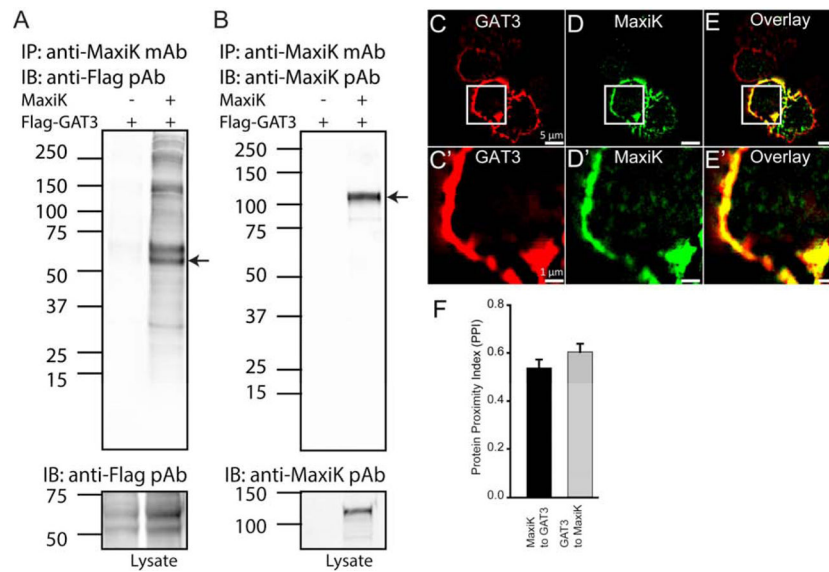 A
IP: anti-MaxiK mAb
IB: anti-Flag pAb
MaxiK - +
Flag-GAT3 + +
250
150
100
75
50
37
25
15
IB: anti-Flag pAb
75
50
Lysate
B
IP: anti-MaxiK mAb
IB: anti-MaxiK pAb
MaxiK - +
Flag-GAT3 + +
250
150
100
75
50
37
25
15
IB: anti-MaxiK pAb
150
100
Lysate
C GAT3 D MaxiK E Overlay
5 µm
C' GAT3 D' MaxiK E' Overlay
1 µm
F
Protein Proximity Index (PPI)
0.8
0.6
0.4
0.2
0.0
MaxiK
to GAT3
GAT3
to MaxiK